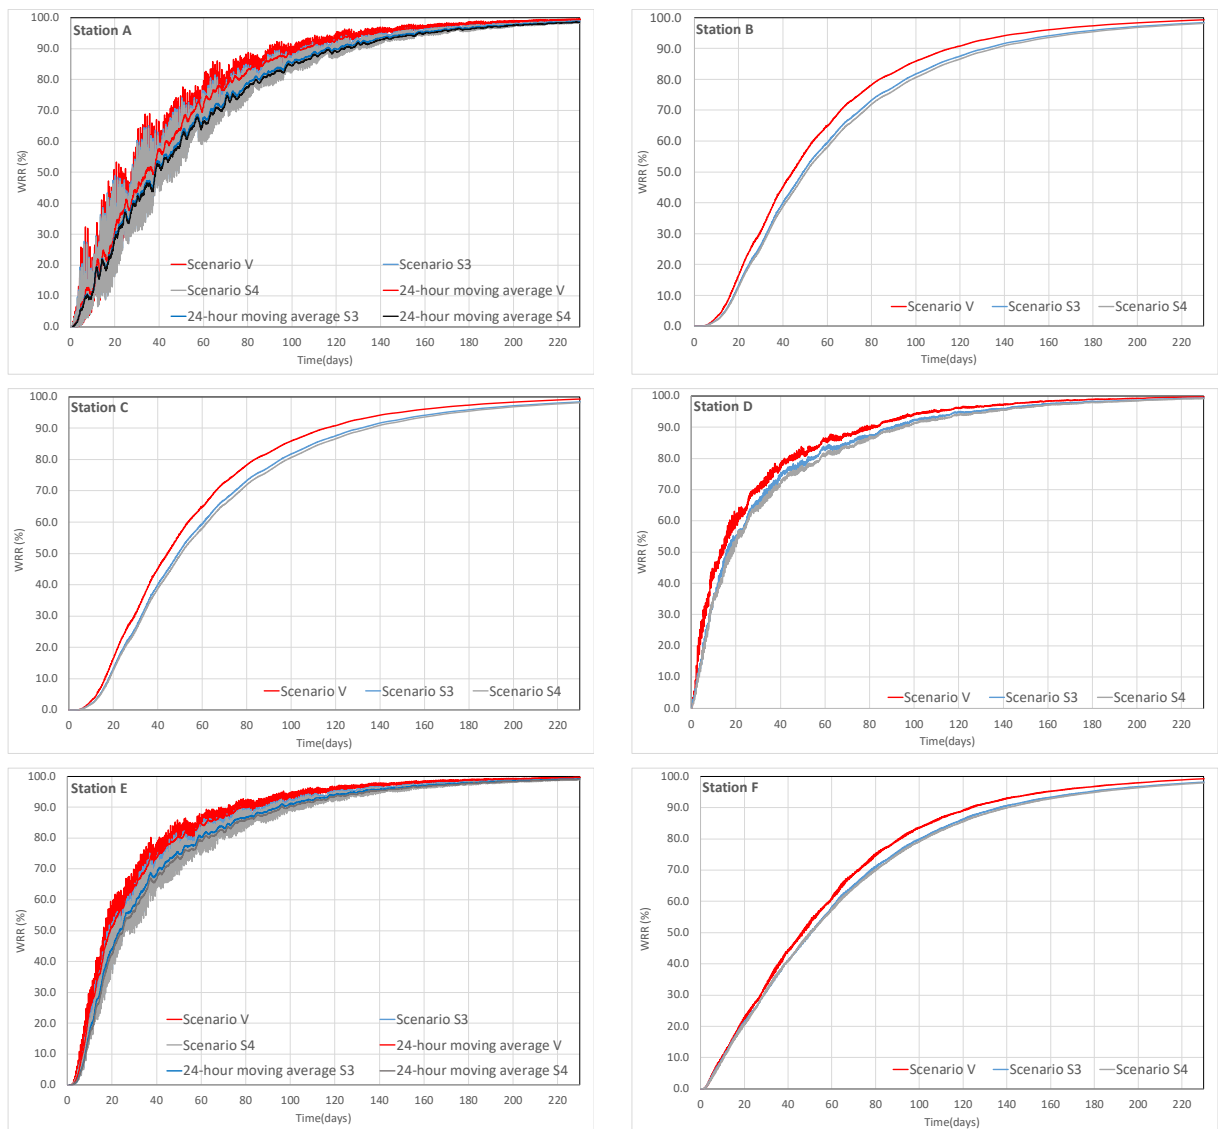 Station A
100.0
90.0
80.0
70.0
60.0
50.0
40.0
30.0
20.0
10.0
0.0
WRR (%)
Scenario V
Scenario S3
Scenario S4
24-hour moving average V
24-hour moving average S3
24-hour moving average S4
0 20 40 60 80 100 120 140 160 180 200 220
Time(days)
Station B
100.0
90.0
80.0
70.0
60.0
50.0
40.0
30.0
20.0
10.0
0.0
WRR (%)
Scenario V Scenario S3 Scenario S4
0 20 40 60 80 100 120 140 160 180 200 220
Time(days)
Station C
100.0
90.0
80.0
70.0
60.0
50.0
40.0
30.0
20.0
10.0
0.0
WRR (%)
Scenario V Scenario S3 Scenario S4
0 20 40 60 80 100 120 140 160 180 200 220
Time(days)
Station D
100.0
90.0
80.0
70.0
60.0
50.0
40.0
30.0
20.0
10.0
0.0
WRR (%)
Scenario V Scenario S3 Scenario S4
0 20 40 60 80 100 120 140 160 180 200 220
Time(days)
Station E
100.0
90.0
80.0
70.0
60.0
50.0
40.0
30.0
20.0
10.0
0.0
WRR (%)
Scenario V
Scenario S3
Scenario S4
24-hour moving average V
24-hour moving average S3
24-hour moving average S4
0 20 40 60 80 100 120 140 160 180 200 220
Time(days)
Station F
100.0
90.0
80.0
70.0
60.0
50.0
40.0
30.0
20.0
10.0
0.0
WRR (%)
Scenario V Scenario S3 Scenario S4
0 20 40 60 80 100 120 140 160 180 200 220
Time(days)